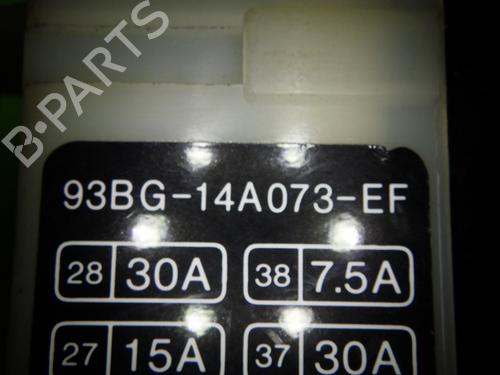 B-PARTS
93BG-14A073-EF
28 30A 38 7.5A
27 15A 37 30A